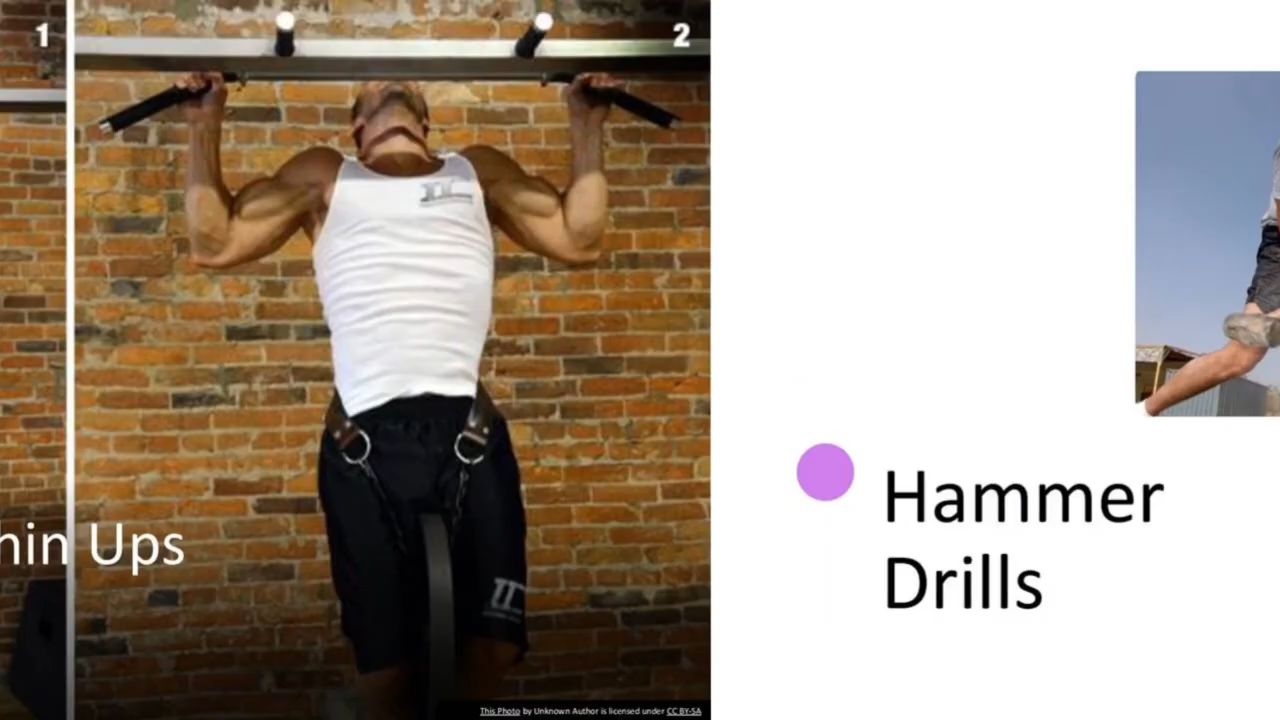 1
2
hin Ups
This Photo by Unknown Author is licensed under CC BY-SA
Hammer
Drills